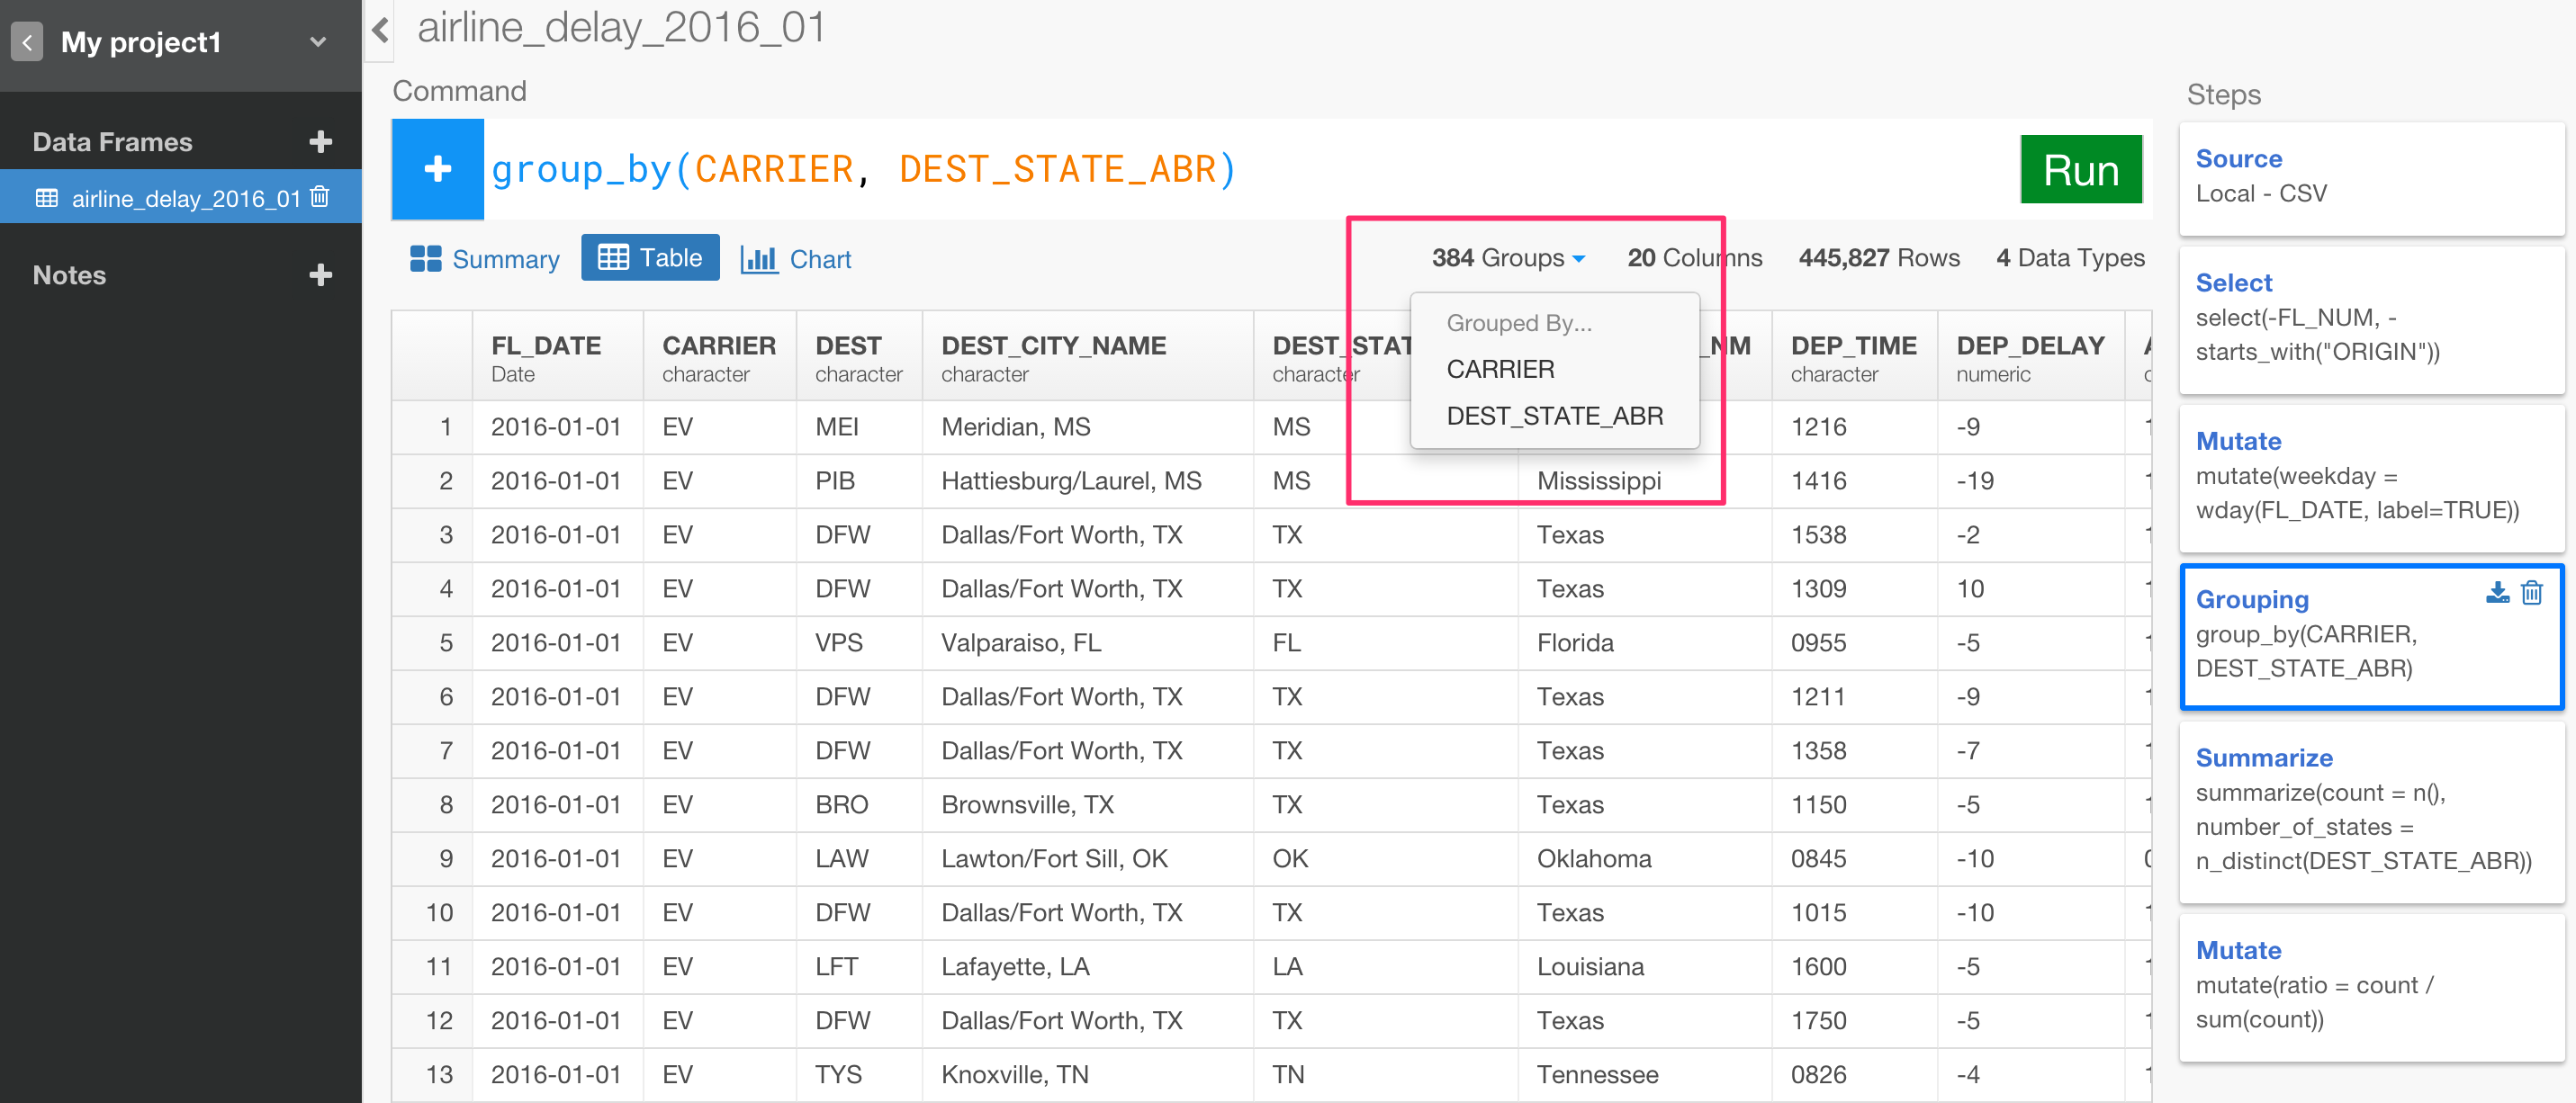 My project1
airline_delay_2016_01
Command
Steps
Data Frames
airline_delay_2016_01
Notes
group_by(CARRIER, DEST_STATE_ABR)
Run
Summary
Table
Chart
384 Groups
20 Columns
445,827 Rows
4 Data Types
Grouped By...
CARRIER
DEST_STATE_ABR
FL_DATE CARRIER DEST DEST_CITY_NAME DEST_STAT _NM DEP_TIME DEP_DELAY
Date character character character character character numeric
1 2016-01-01 EV MEI Meridian, MS MS 1216 -9
2 2016-01-01 EV PIB Hattiesburg/Laurel, MS MS Mississippi 1416 -19
3 2016-01-01 EV DFW Dallas/Fort Worth, TX TX Texas 1538 -2
4 2016-01-01 EV DFW Dallas/Fort Worth, TX TX Texas 1309 10
5 2016-01-01 EV VPS Valparaiso, FL FL Florida 0955 -5
6 2016-01-01 EV DFW Dallas/Fort Worth, TX TX Texas 1211 -9
7 2016-01-01 EV DFW Dallas/Fort Worth, TX TX Texas 1358 -7
8 2016-01-01 EV BRO Brownsville, TX TX Texas 1150 -5
9 2016-01-01 EV LAW Lawton/Fort Sill, OK OK Oklahoma 0845 -10
10 2016-01-01 EV DFW Dallas/Fort Worth, TX TX Texas 1015 -10
11 2016-01-01 EV LFT Lafayette, LA LA Louisiana 1600 -5
12 2016-01-01 EV DFW Dallas/Fort Worth, TX TX Texas 1750 -5
13 2016-01-01 EV TYS Knoxville, TN TN Tennessee 0826 -4
Source
Local - CSV
Select
select(-FL_NUM, -
starts_with("ORIGIN"))
Mutate
mutate(weekday =
wday(FL_DATE, label=TRUE))
Grouping
group_by(CARRIER,
DEST_STATE_ABR)
Summarize
summarize(count = n(),
number_of_states =
n_distinct(DEST_STATE_ABR))
Mutate
mutate(ratio = count /
sum(count))